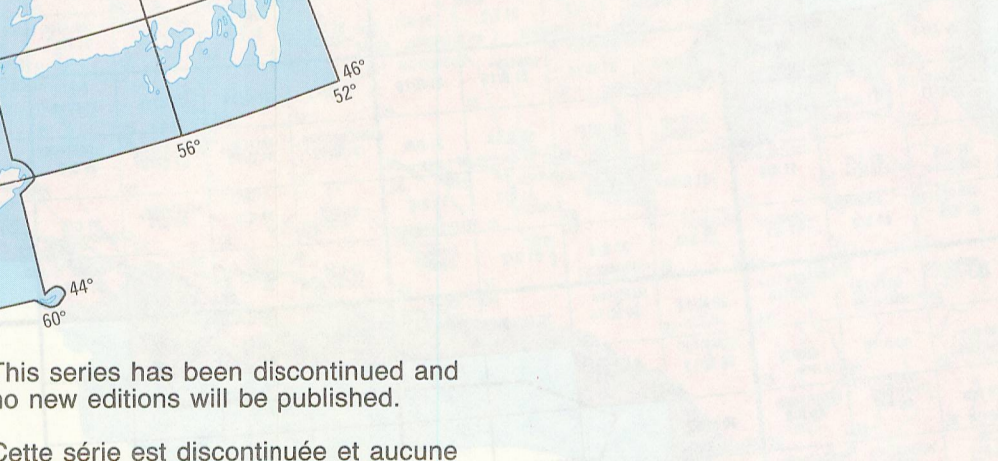 46°
52°
56°
44°
60°
This series has been discontinued and
no new editions will be published.
Cette série est discontinuée et aucune